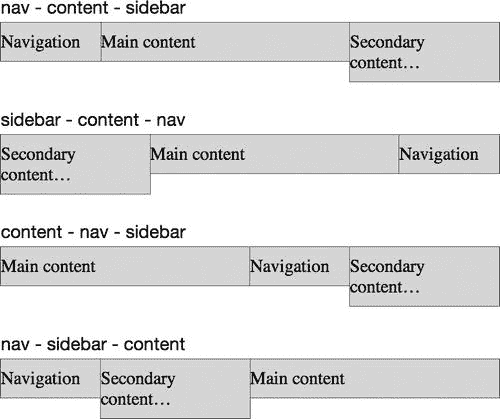 nav - content - sidebar
Navigation Main content Secondary
content…
sidebar - content - nav
Secondary Main content Navigation
content…
content - nav - sidebar
Main content Navigation Secondary
content…
nav - sidebar - content
Navigation Secondary Main content
content…